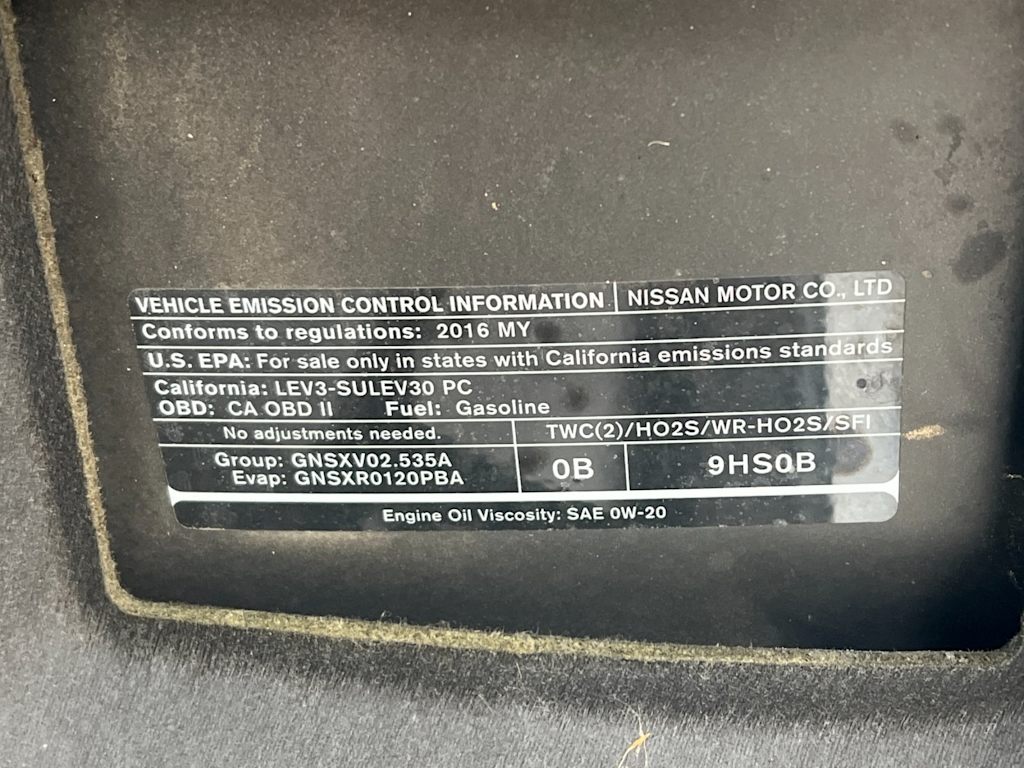 VEHICLE EMISSION CONTROL INFORMATION NISSAN MOTOR CO., LTD
Conforms to regulations: 2016 MY
U.S. EPA: For sale only in states with California emissions standards
California: LEV3-SULEV30 PC
OBD: CA OBD II Fuel: Gasoline
No adjustments needed. TWC(2)/HO2S/WR-HO2S/SFI
Group: GNSXV02.535A
Evap: GNSXR0120PBA
0B 9HS0B
Engine Oil Viscosity: SAE 0W-20